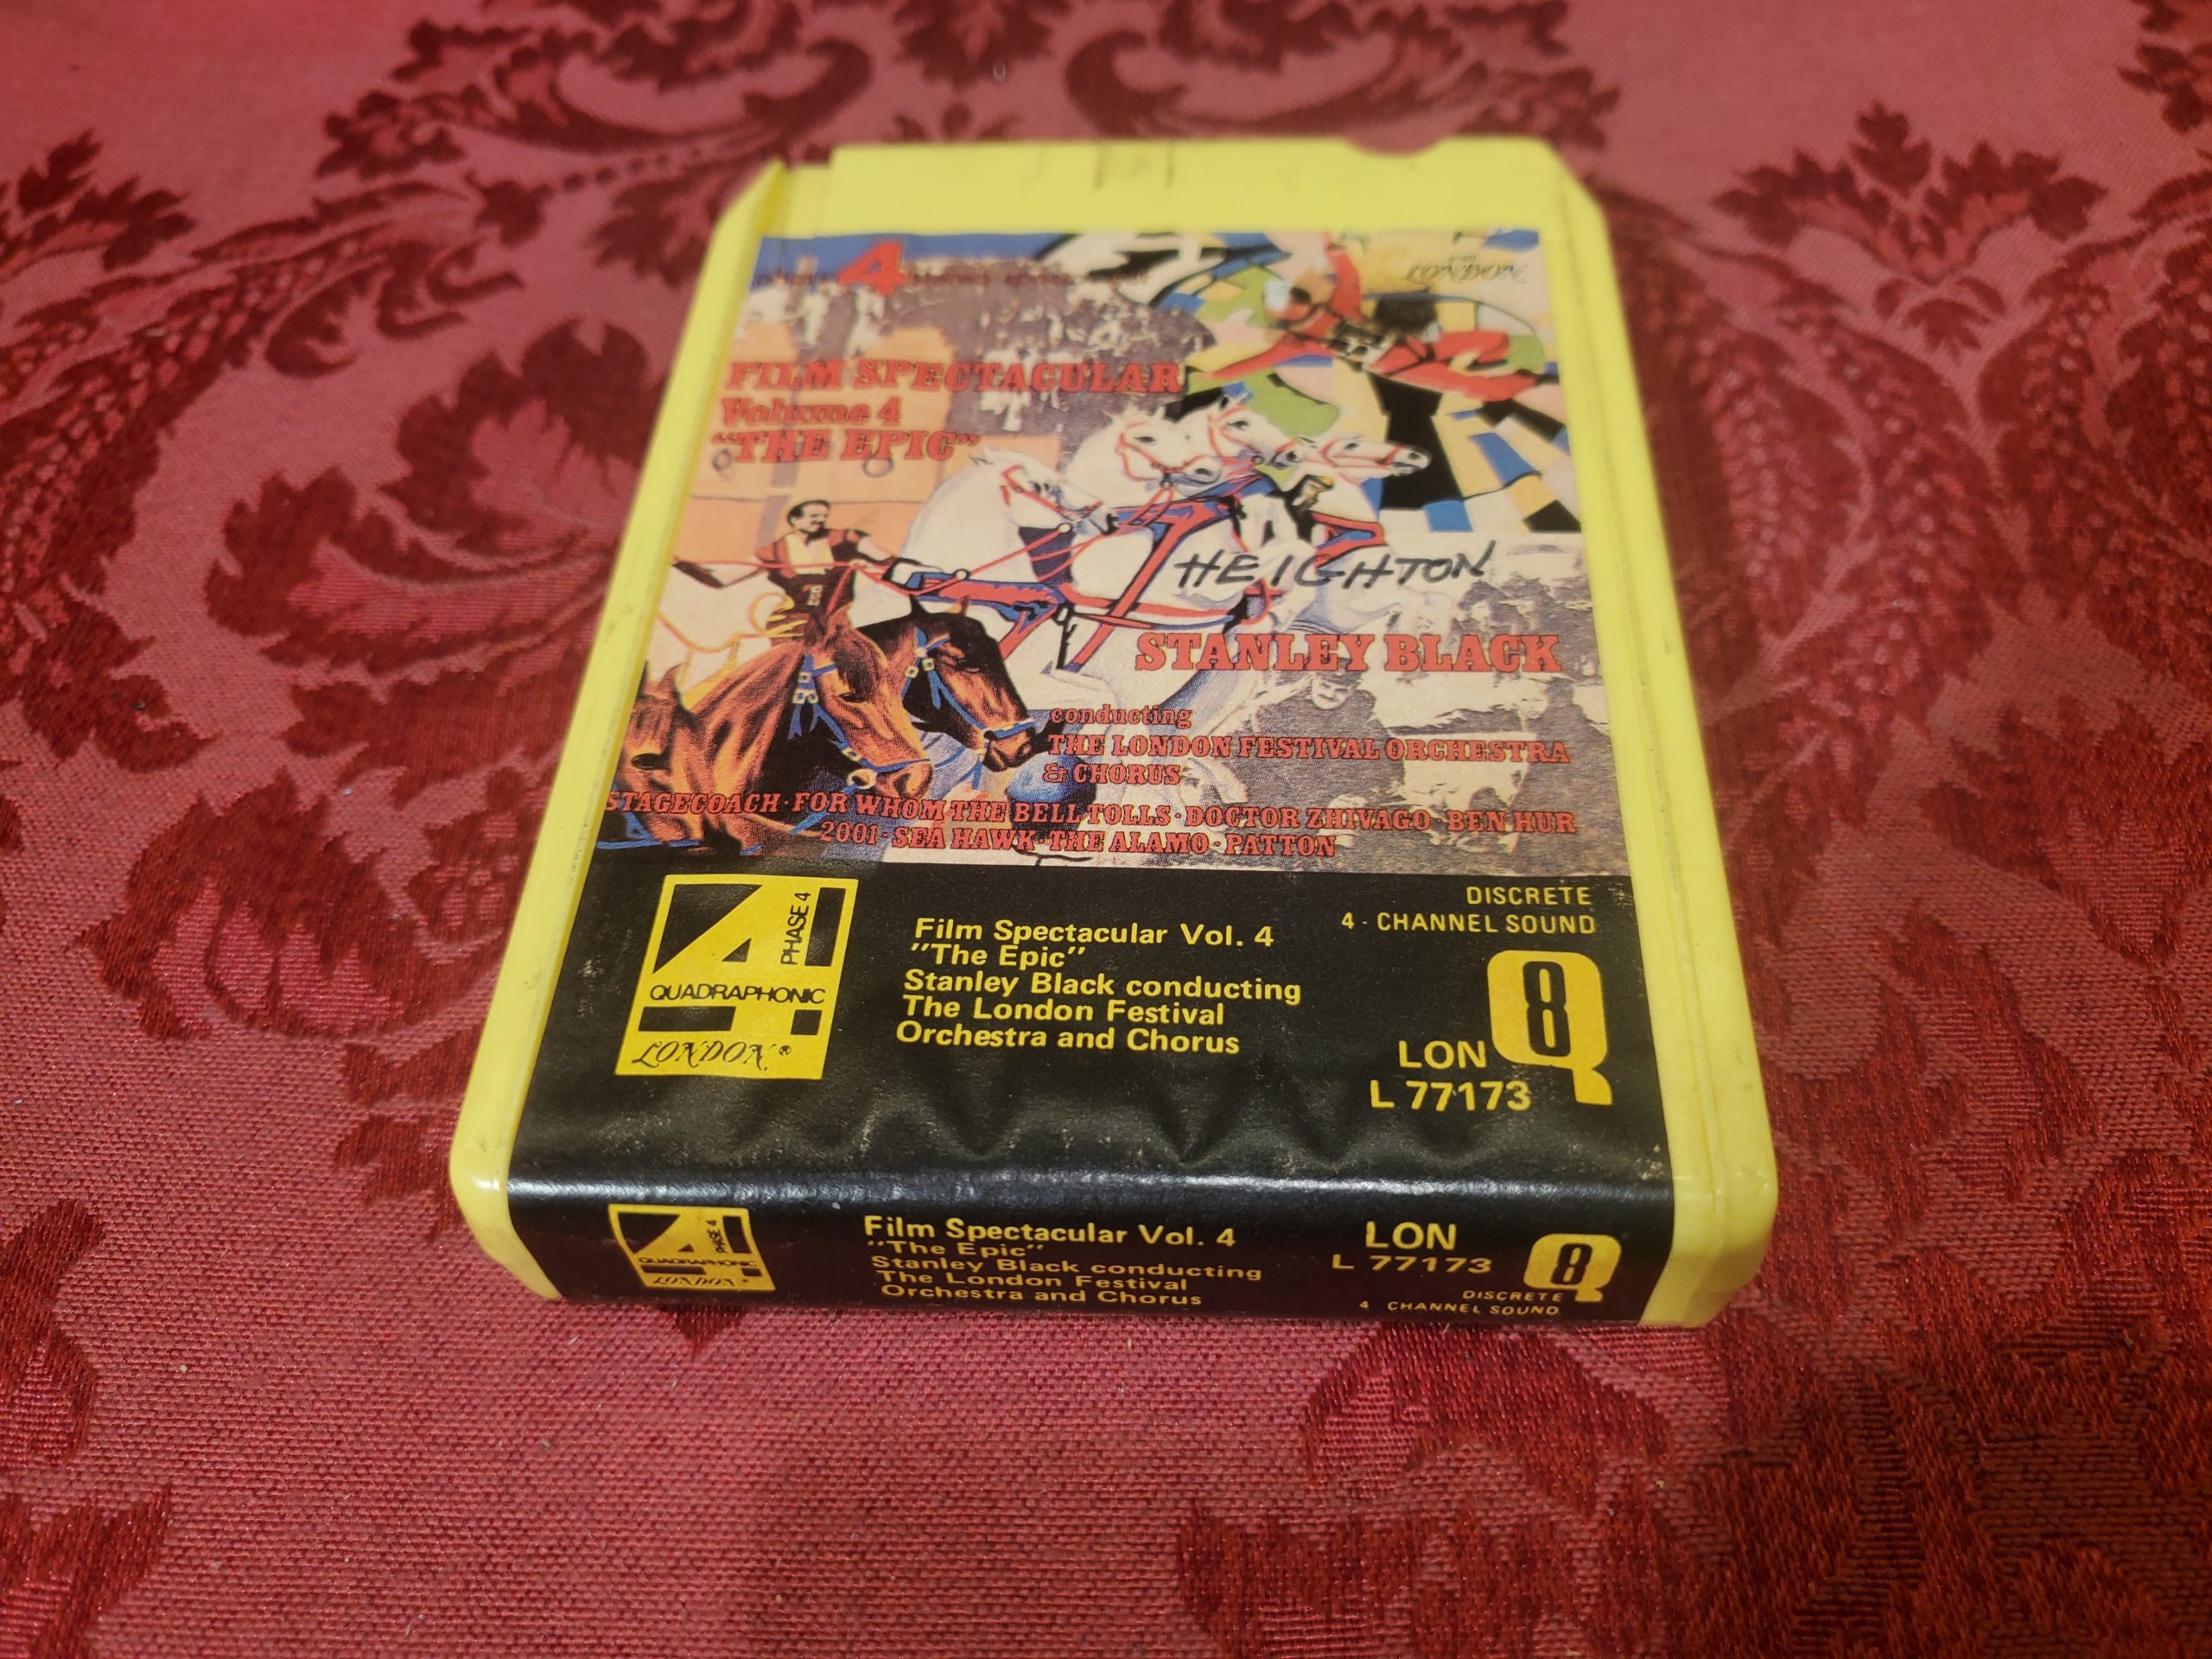 4
LONDON
FILM SPECTACULAR
Volume 4
"THE EPIC"
HEIGHTON
STANLEY BLACK
conducting
THE LONDON FESTIVAL ORCHESTRA
& CHORUS
STAGECOACH·FOR WHOM THE BELL TOLLS·DOCTOR ZHIVAGO·BEN HUR
2001·SEA HAWK·THE ALAMO·PATTON
4 PHASE 4
QUADRAPHONIC
LONDON®
Film Spectacular Vol. 4
"The Epic"
Stanley Black conducting
The London Festival
Orchestra and Chorus
DISCRETE
4 - CHANNEL SOUND
Q8
LON
L 77173
4 PHASE 4
QUADRAPHONIC
LONDON®
Film Spectacular Vol. 4
"The Epic"
Stanley Black conducting
The London Festival
Orchestra and Chorus
LON
L 77173
Q8
DISCRETE
4 CHANNEL SOUND